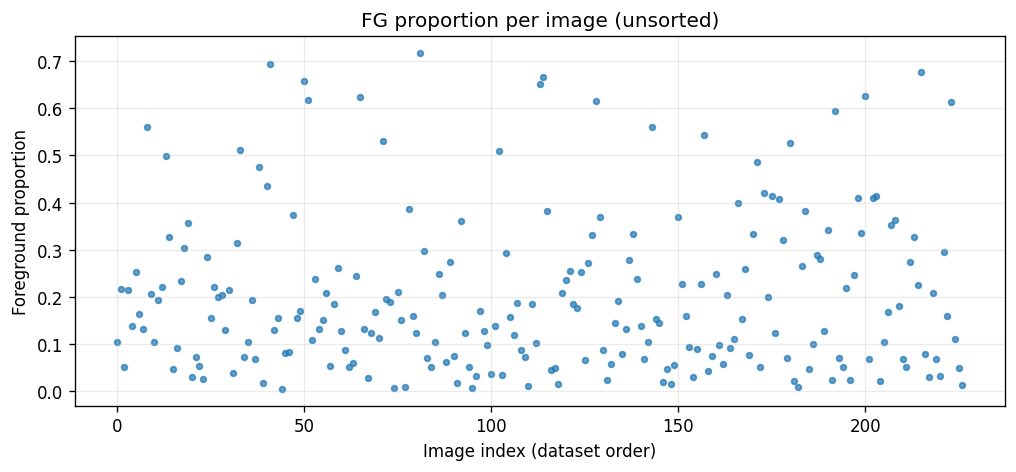 FG proportion per image (unsorted)
Foreground proportion
0.7
0.6
0.5
0.4
0.3
0.2
0.1
0.0
0 50 100 150 200
Image index (dataset order)